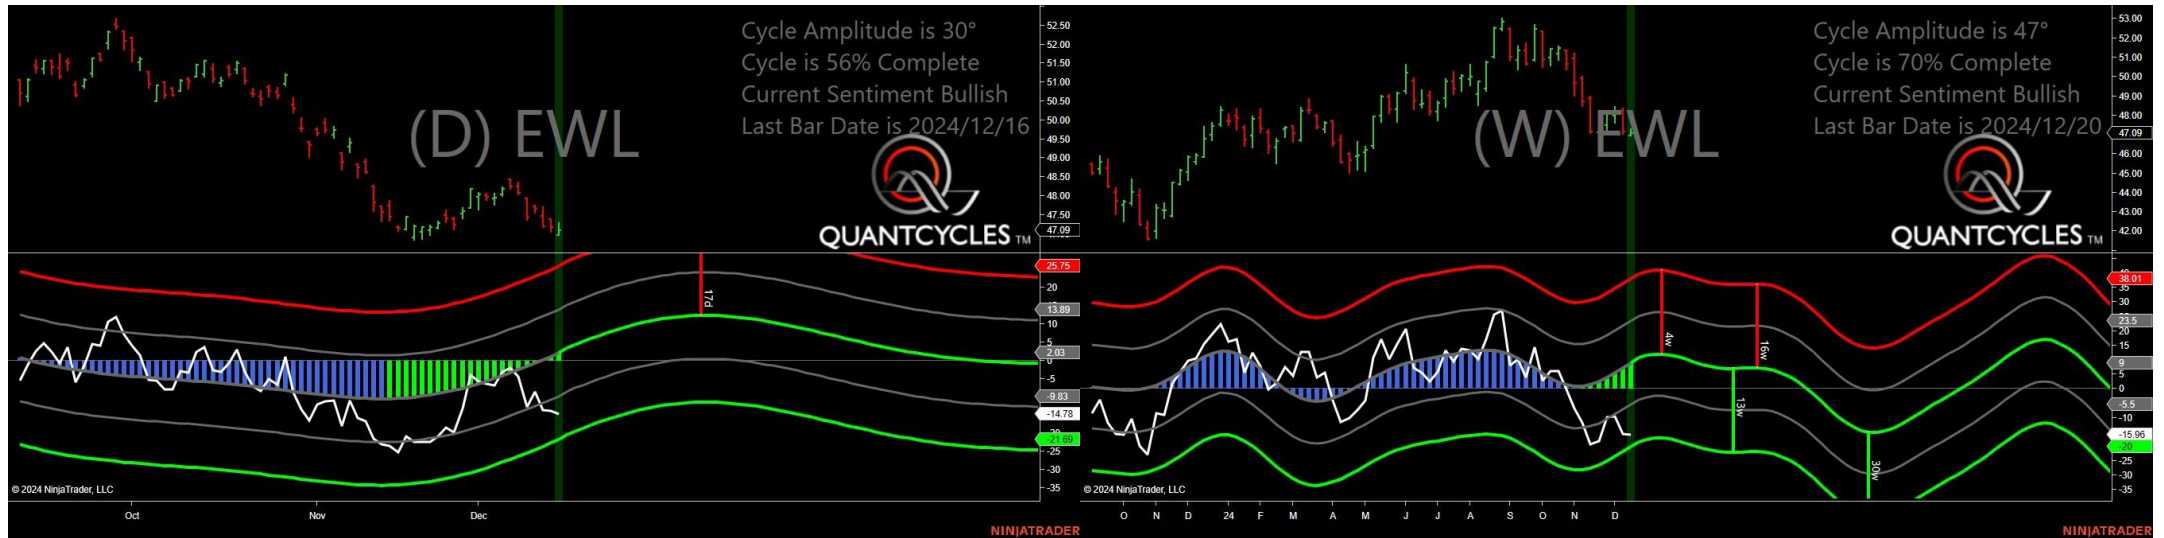 Cycle Amplitude is 30°
Cycle is 56% Complete
Current Sentiment Bullish
Last Bar Date is 2024/12/16
(D) EWL
QUANTCYCLES TM
52.50
52.00
51.50
51.00
50.50
50.00
49.50
49.00
48.50
48.00
47.50
47.09
25.75
20
13.89
10
5
2.03
0
-5
-9.83
-14.78
-21.69
-25
-30
-35
17d
© 2024 NinjaTrader, LLC
Oct
Nov
Dec
NINJATRADER
Cycle Amplitude is 47°
Cycle is 70% Complete
Current Sentiment Bullish
Last Bar Date is 2024/12/20
(W) EWL
QUANTCYCLES TM
53.00
52.00
51.00
50.00
49.00
48.00
47.09
46.00
45.00
44.00
43.00
42.00
38.01
35
30
23.5
20
15
9
5
0
-5.5
-10
-15.96
-20
-25
-30
-35
4w
16w
13w
30w
© 2024 NinjaTrader, LLC
O N D 24 F M A M J J A S O N D
NINJATRADER